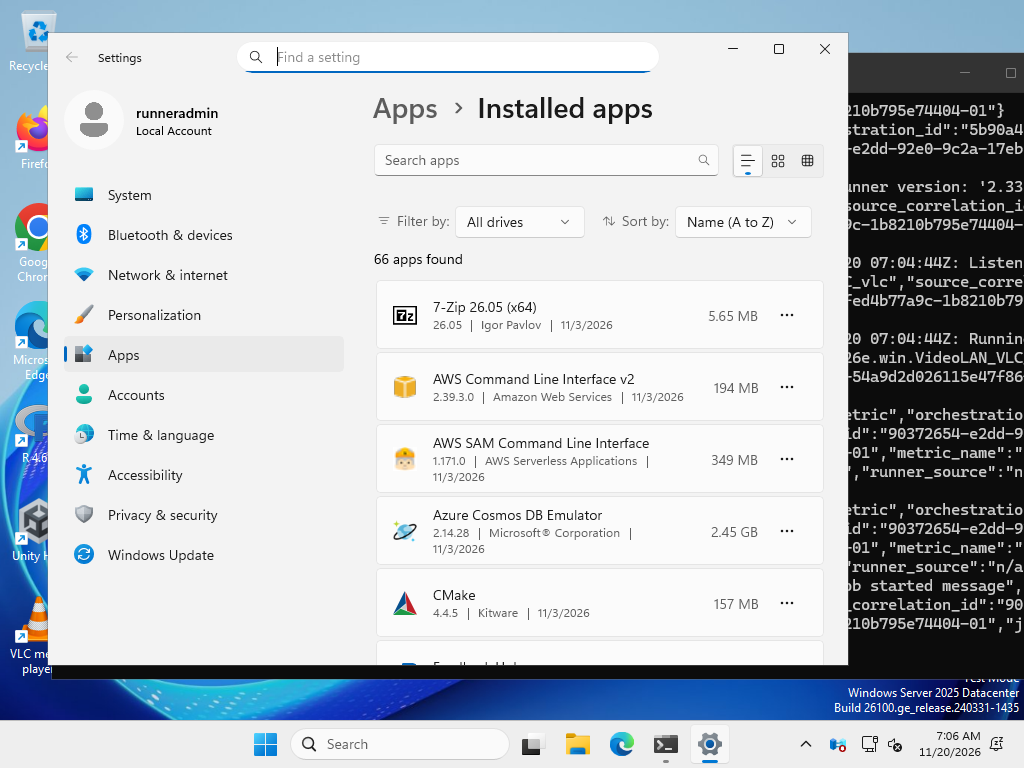 Recycle
Firef
Goog
Chron
Micros
Edge
R 4.6
Unity H
VLC me
playe
Settings
Find a setting
runneradmin
Local Account
System
Bluetooth & devices
Network & internet
Personalization
Apps
Accounts
Time & language
Accessibility
Privacy & security
Windows Update
Apps > Installed apps
Search apps
Filter by: All drives Sort by: Name (A to Z)
66 apps found
7-Zip 26.05 (x64)
26.05 | Igor Pavlov | 11/3/2026
5.65 MB
AWS Command Line Interface v2
2.39.3.0 | Amazon Web Services | 11/3/2026
194 MB
AWS SAM Command Line Interface
1.171.0 | AWS Serverless Applications |
11/3/2026
349 MB
Azure Cosmos DB Emulator
2.14.28 | Microsoft® Corporation |
11/3/2026
2.45 GB
CMake
4.4.5 | Kitware | 11/3/2026
157 MB
210b795e74404-01"}
stration_id":"5b90a4
-e2dd-92e0-9c2a-17eb
unner version: '2.33
source_correlation_i
9c-1b8210b795e74404-
20 07:04:44Z: Listen
C_vlc","source_corre
fed4b77a9c-1b8210b79
20 07:04:44Z: Runnin
26e.win.VideoLAN_VLC
-54a9d2d026115e47f86
etric","orchestratio
id":"90372654-e2dd-9
-01","metric_name":"
","runner_source":"n
etric","orchestratio
id":"90372654-e2dd-9
-01","metric_name":"
"runner_source":"n/a
ob started message",
_correlation_id":"90
210b795e74404-01","j
Test Mode
Windows Server 2025 Datacenter
Build 26100.ge_release.240331-1435
Search
7:06 AM
11/20/2026